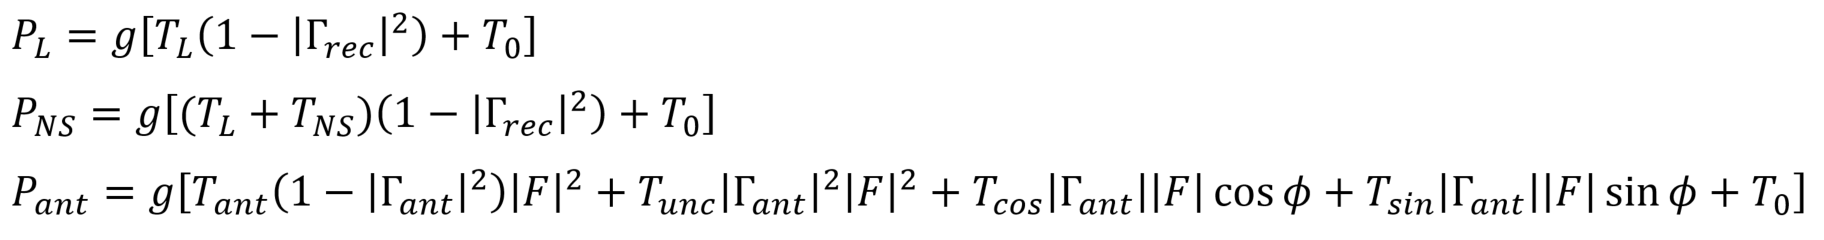 P_L = g[T_L(1 − |Γ_rec|²) + T_0]
P_NS = g[(T_L + T_NS)(1 − |Γ_rec|²) + T_0]
P_ant = g[T_ant(1 − |Γ_ant|²)|F|² + T_unc|Γ_ant|²|F|² + T_cos|Γ_ant||F| cos ϕ + T_sin|Γ_ant||F| sin ϕ + T_0]